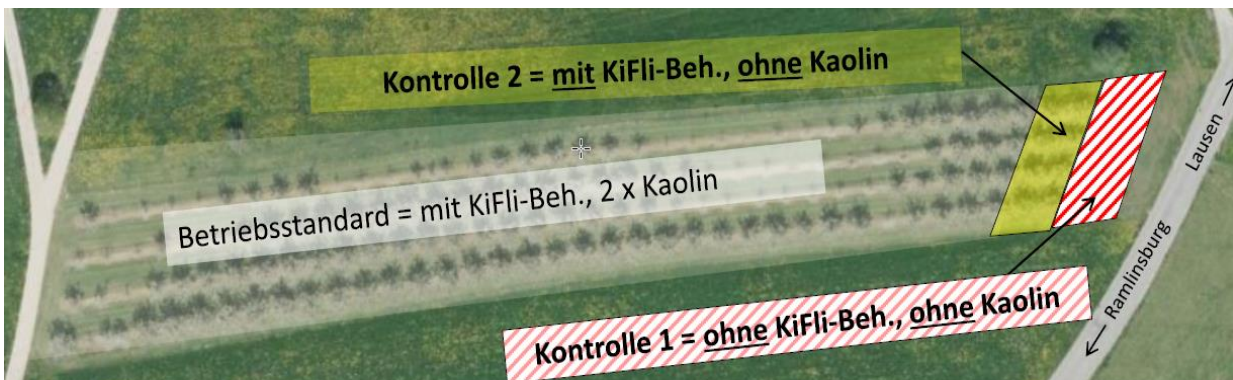 Kontrolle 2 = mit KiFli-Beh., ohne Kaolin
Betriebsstandard = mit KiFli-Beh., 2 x Kaolin
Kontrolle 1 = ohne KiFli-Beh., ohne Kaolin
← Ramlinsburg
Lausen →